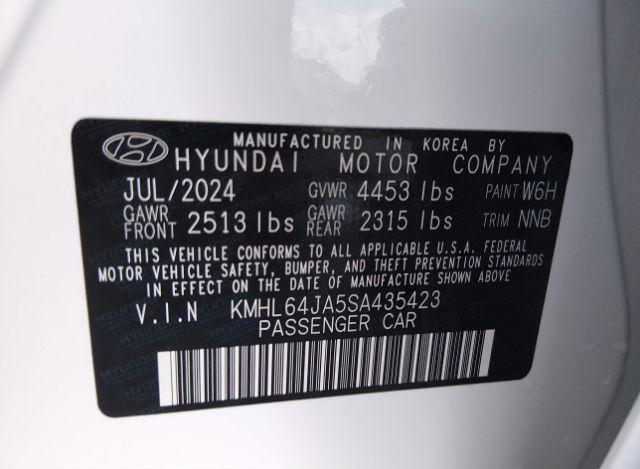 MANUFACTURED IN KOREA BY
HYUNDAI MOTOR COMPANY
JUL/2024 GVWR 4453 lbs PAINT W6H
GAWR FRONT 2513 lbs GAWR REAR 2315 lbs TRIM NNB
THIS VEHICLE CONFORMS TO ALL APPLICABLE U.S.A. FEDERAL
MOTOR VEHICLE SAFETY, BUMPER, AND THEFT PREVENTION STANDARDS
IN EFFECT ON THE DATE OF MANUFACTURE SHOWN ABOVE.
V.I.N KMHL64JA5SA435423
PASSENGER CAR